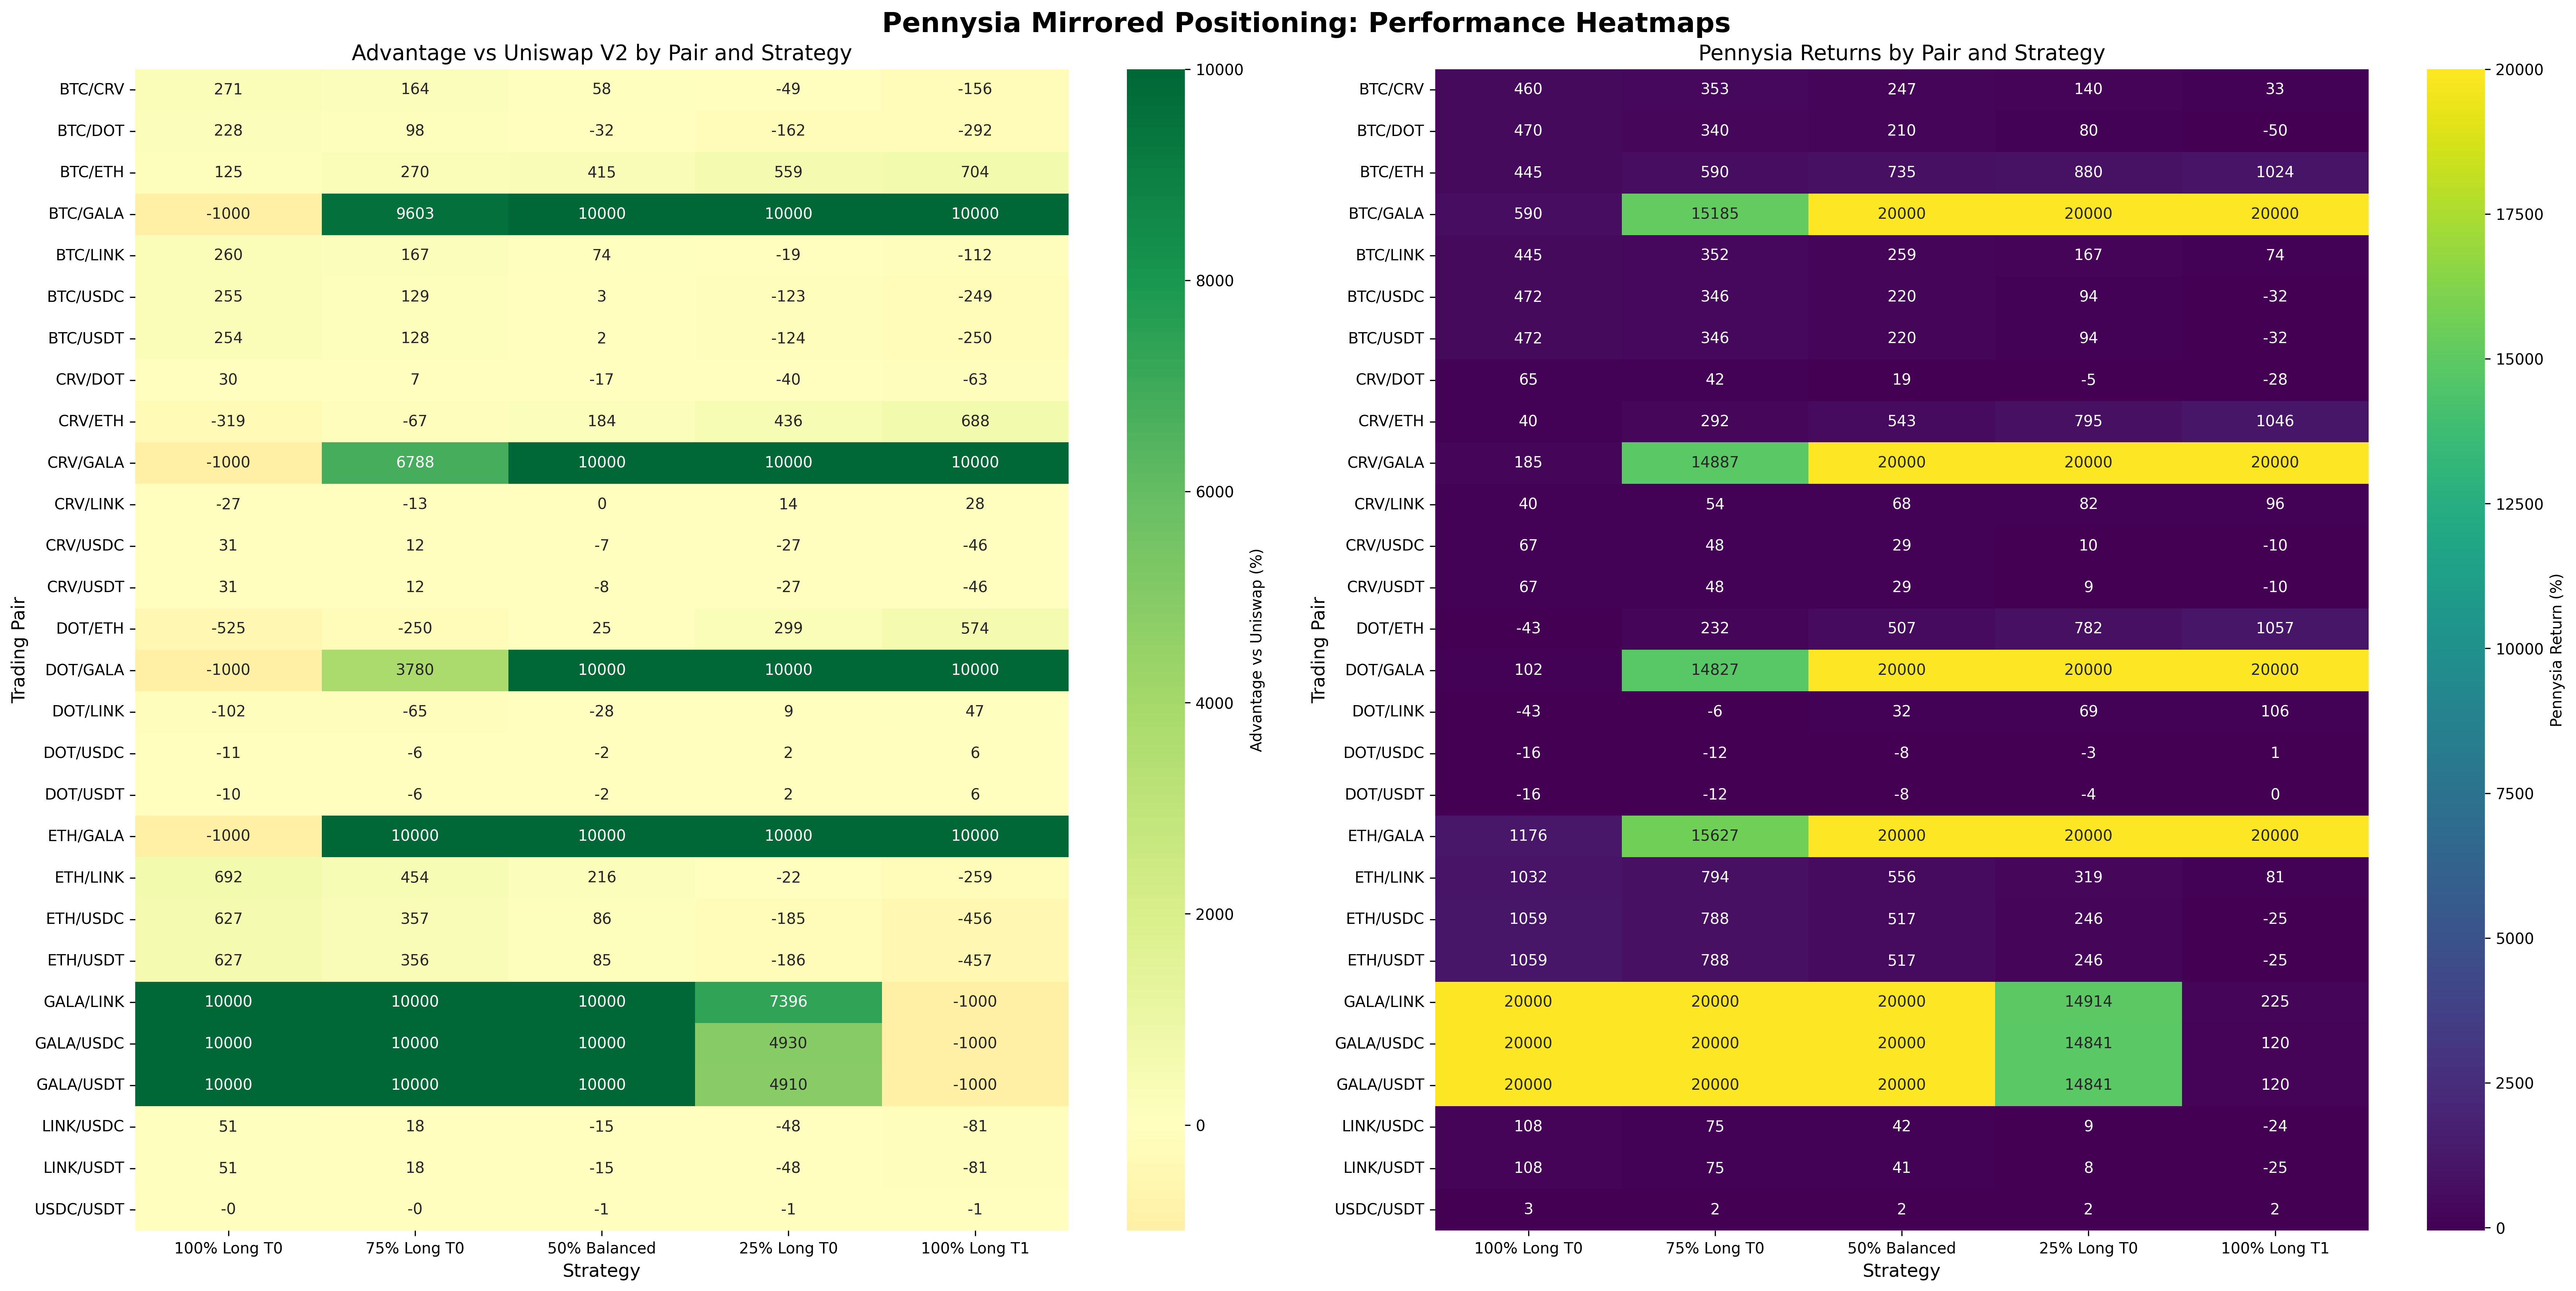 Pennysia Mirrored Positioning: Performance Heatmaps
Advantage vs Uniswap V2 by Pair and Strategy
Trading Pair
BTC/CRV 271 164 58 -49 -156
BTC/DOT 228 98 -32 -162 -292
BTC/ETH 125 270 415 559 704
BTC/GALA -1000 9603 10000 10000 10000
BTC/LINK 260 167 74 -19 -112
BTC/USDC 255 129 3 -123 -249
BTC/USDT 254 128 2 -124 -250
CRV/DOT 30 7 -17 -40 -63
CRV/ETH -319 -67 184 436 688
CRV/GALA -1000 6788 10000 10000 10000
CRV/LINK -27 -13 0 14 28
CRV/USDC 31 12 -7 -27 -46
CRV/USDT 31 12 -8 -27 -46
DOT/ETH -525 -250 25 299 574
DOT/GALA -1000 3780 10000 10000 10000
DOT/LINK -102 -65 -28 9 47
DOT/USDC -11 -6 -2 2 6
DOT/USDT -10 -6 -2 2 6
ETH/GALA -1000 10000 10000 10000 10000
ETH/LINK 692 454 216 -22 -259
ETH/USDC 627 357 86 -185 -456
ETH/USDT 627 356 85 -186 -457
GALA/LINK 10000 10000 10000 7396 -1000
GALA/USDC 10000 10000 10000 4930 -1000
GALA/USDT 10000 10000 10000 4910 -1000
LINK/USDC 51 18 -15 -48 -81
LINK/USDT 51 18 -15 -48 -81
USDC/USDT -0 -0 -1 -1 -1
100% Long T0 75% Long T0 50% Balanced 25% Long T0 100% Long T1
Strategy
10000
8000
6000
4000
2000
0
Advantage vs Uniswap (%)
Pennysia Returns by Pair and Strategy
Trading Pair
BTC/CRV 460 353 247 140 33
BTC/DOT 470 340 210 80 -50
BTC/ETH 445 590 735 880 1024
BTC/GALA 590 15185 20000 20000 20000
BTC/LINK 445 352 259 167 74
BTC/USDC 472 346 220 94 -32
BTC/USDT 472 346 220 94 -32
CRV/DOT 65 42 19 -5 -28
CRV/ETH 40 292 543 795 1046
CRV/GALA 185 14887 20000 20000 20000
CRV/LINK 40 54 68 82 96
CRV/USDC 67 48 29 10 -10
CRV/USDT 67 48 29 9 -10
DOT/ETH -43 232 507 782 1057
DOT/GALA 102 14827 20000 20000 20000
DOT/LINK -43 -6 32 69 106
DOT/USDC -16 -12 -8 -3 1
DOT/USDT -16 -12 -8 -4 0
ETH/GALA 1176 15627 20000 20000 20000
ETH/LINK 1032 794 556 319 81
ETH/USDC 1059 788 517 246 -25
ETH/USDT 1059 788 517 246 -25
GALA/LINK 20000 20000 20000 14914 225
GALA/USDC 20000 20000 20000 14841 120
GALA/USDT 20000 20000 20000 14841 120
LINK/USDC 108 75 42 9 -24
LINK/USDT 108 75 41 8 -25
USDC/USDT 3 2 2 2 2
100% Long T0 75% Long T0 50% Balanced 25% Long T0 100% Long T1
Strategy
20000
17500
15000
12500
10000
7500
5000
2500
0
Pennysia Return (%)